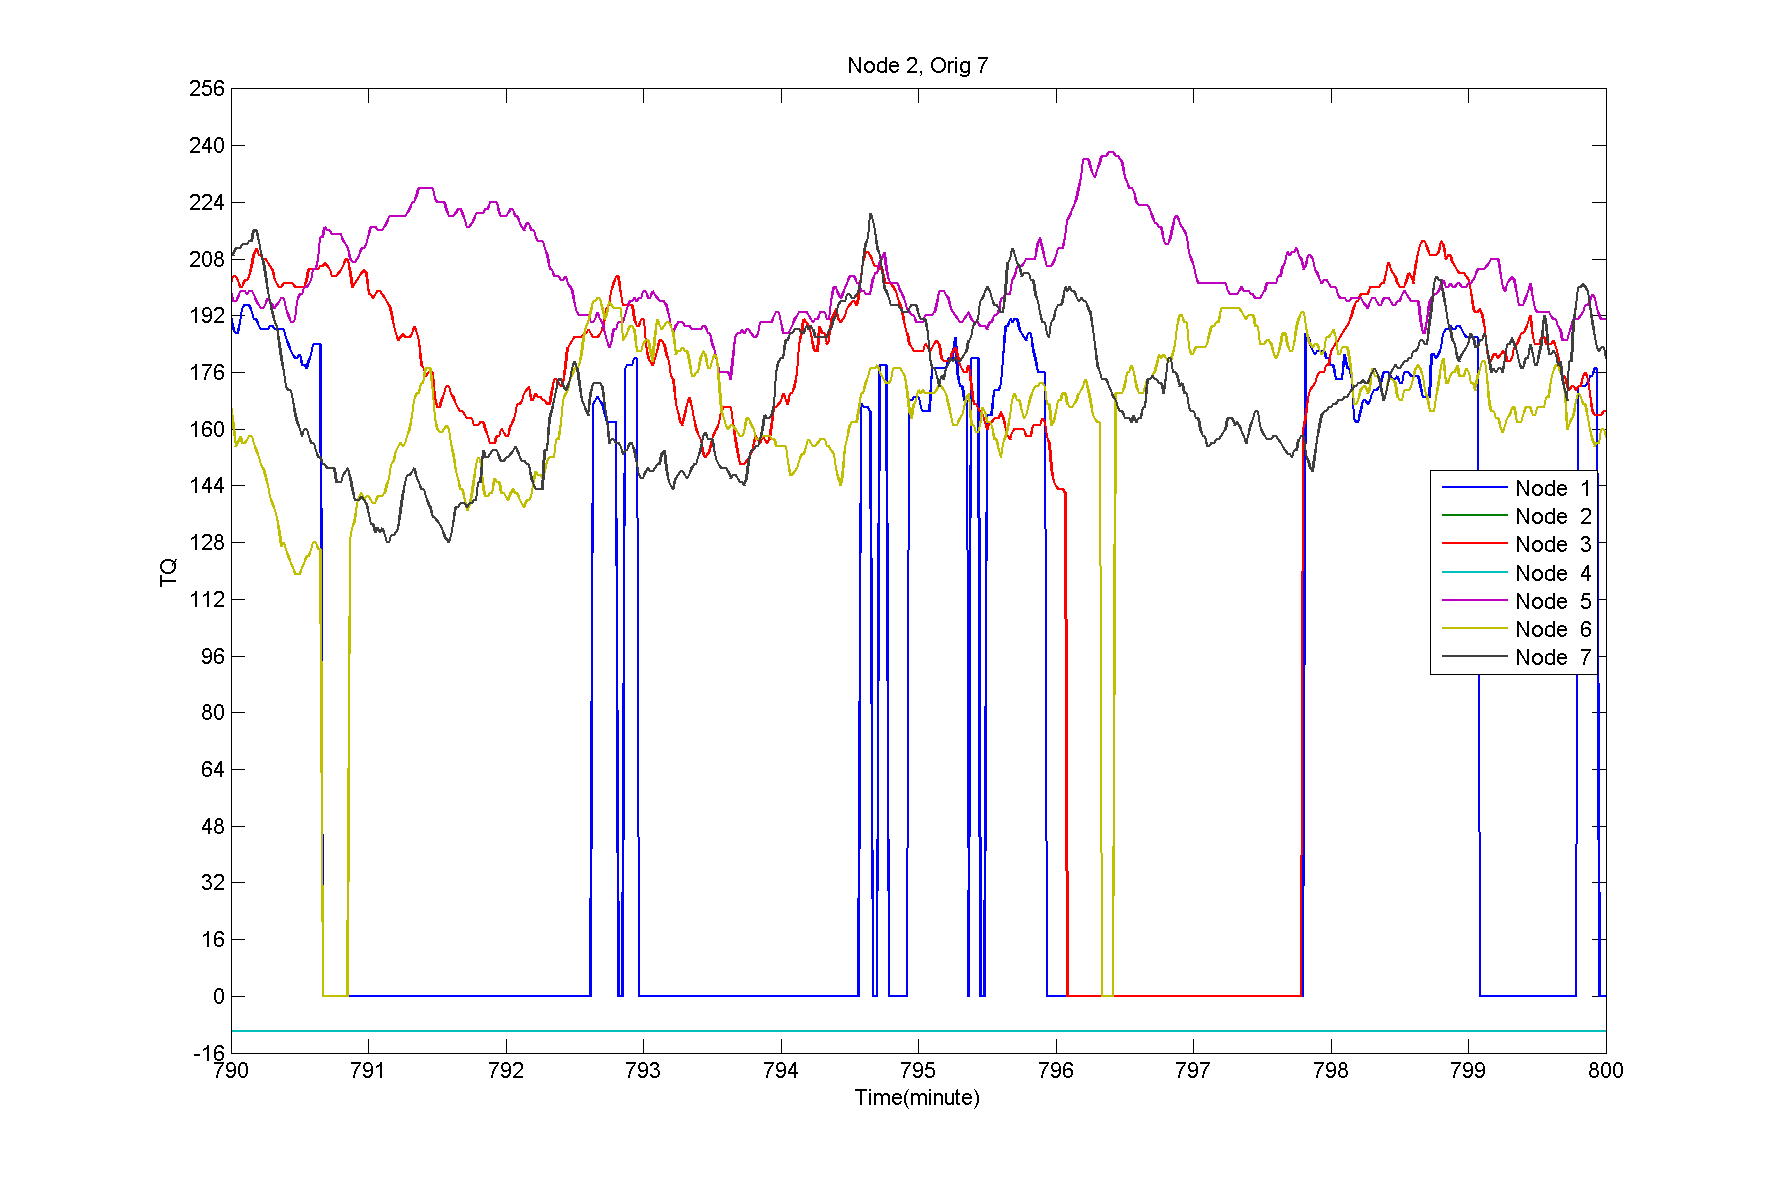 Node 2, Orig 7
256
240
224
208
192
176
160
144
128
112
96
80
64
48
32
16
0
-16
TQ
Node 1
Node 2
Node 3
Node 4
Node 5
Node 6
Node 7
790 791 792 793 794 795 796 797 798 799 800
Time(minute)